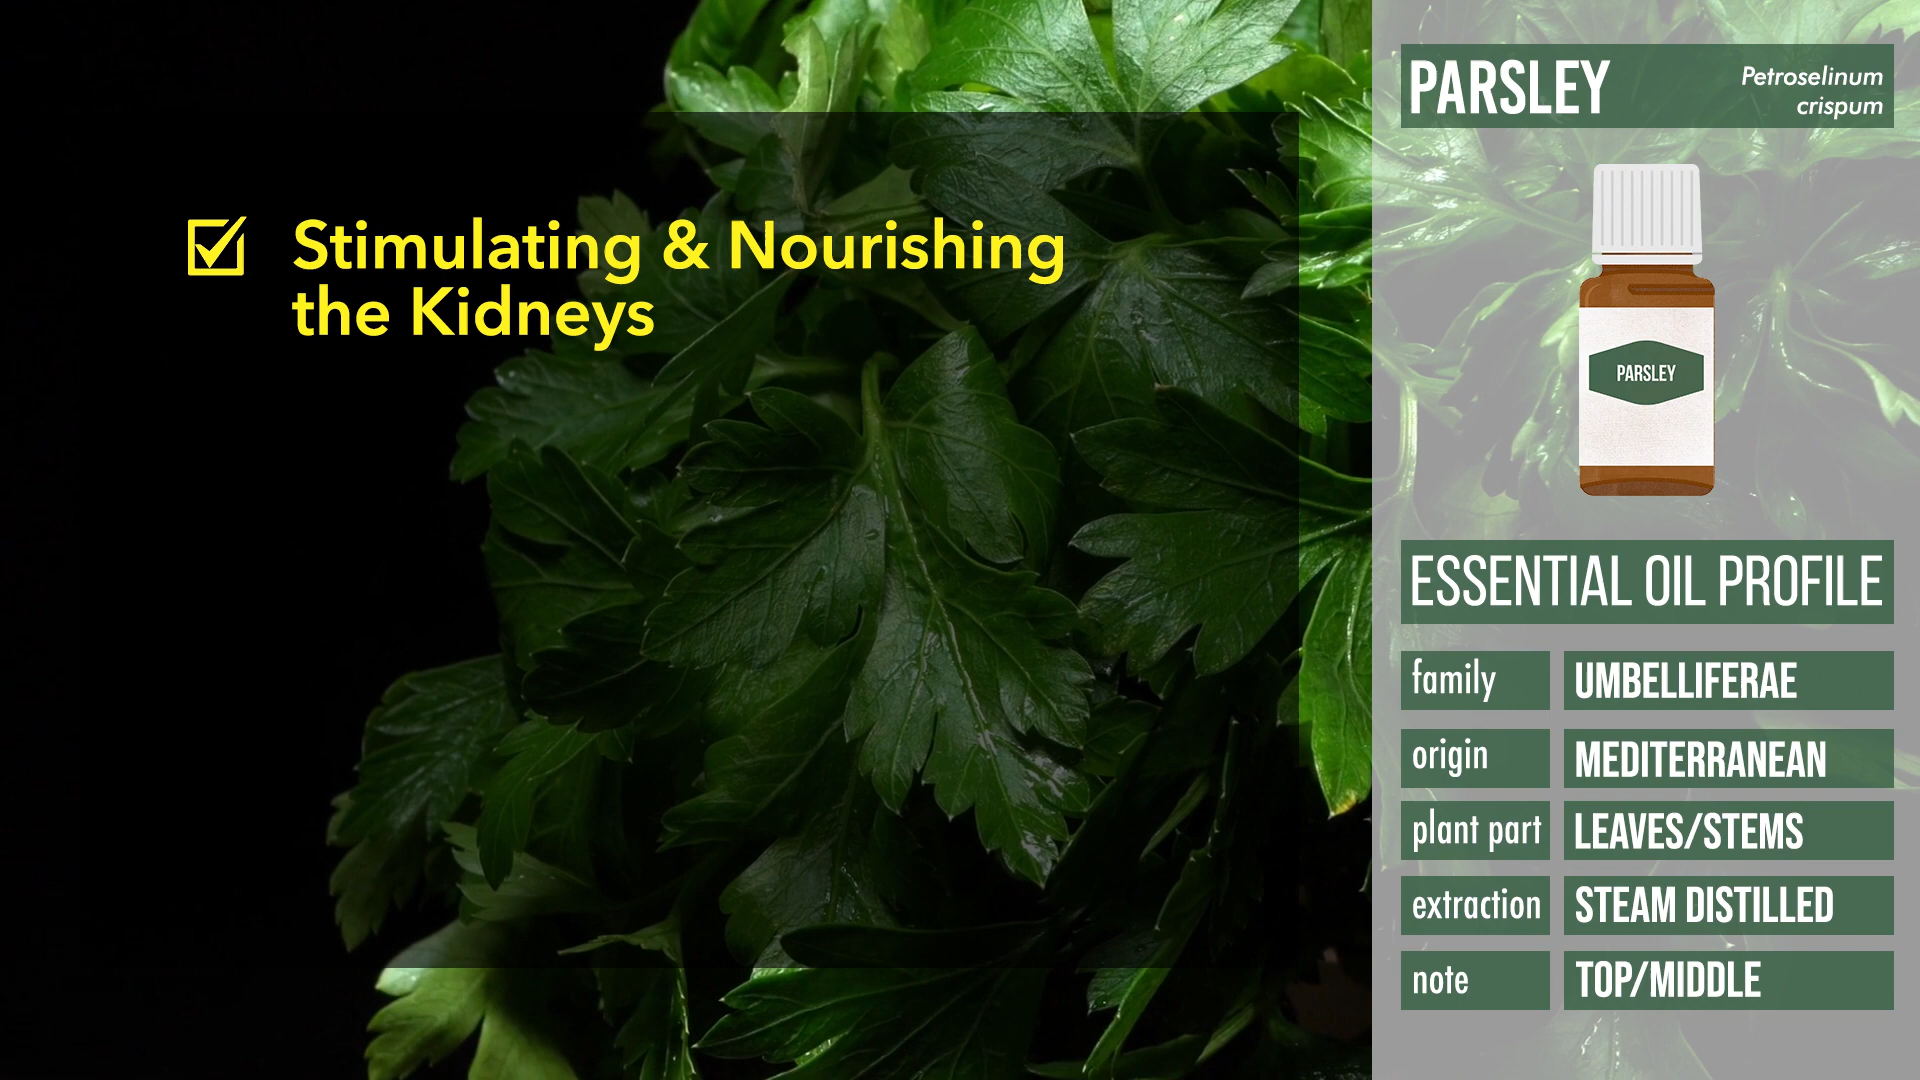 Stimulating & Nourishing
the Kidneys
PARSLEY
Petroselinum
crispum
PARSLEY
ESSENTIAL OIL PROFILE
family UMBELLIFERAE
origin MEDITERRANEAN
plant part LEAVES/STEMS
extraction STEAM DISTILLED
note TOP/MIDDLE